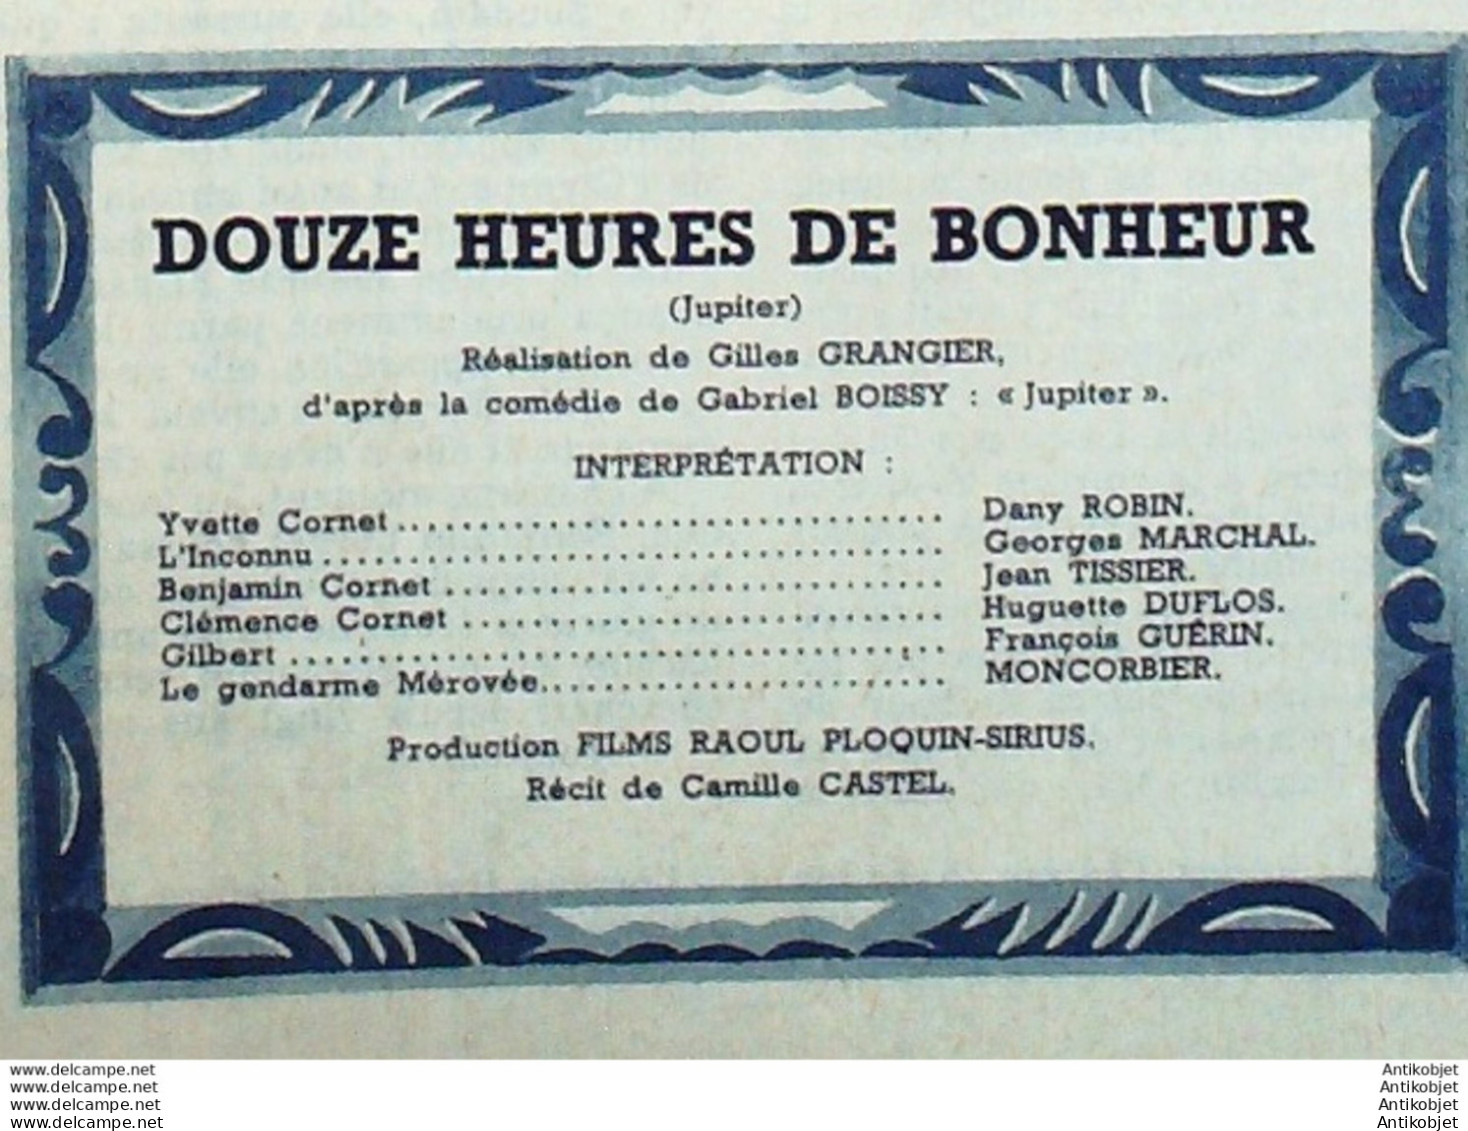 DOUZE HEURES DE BONHEUR
(Jupiter)
Réalisation de Gilles GRANGIER,
d'après la comédie de Gabriel BOISSY : « Jupiter ».
INTERPRÉTATION :
Yvette Cornet ........ Dany ROBIN.
L'Inconnu ........ Georges MARCHAL.
Benjamin Cornet ........ Jean TISSIER.
Clémence Cornet ........ Huguette DUFLOS.
Gilbert ........ François GUÉRIN.
Le gendarme Mérovée ........ MONCORBIER.
Production FILMS RAOUL PLOQUIN-SIRIUS.
Récit de Camille CASTEL.
www.delcampe.net
www.delcampe.net
www.delcampe.net
www.delcampe.net
Antikobjet
Antikobjet
Antikobjet
Antikobjet